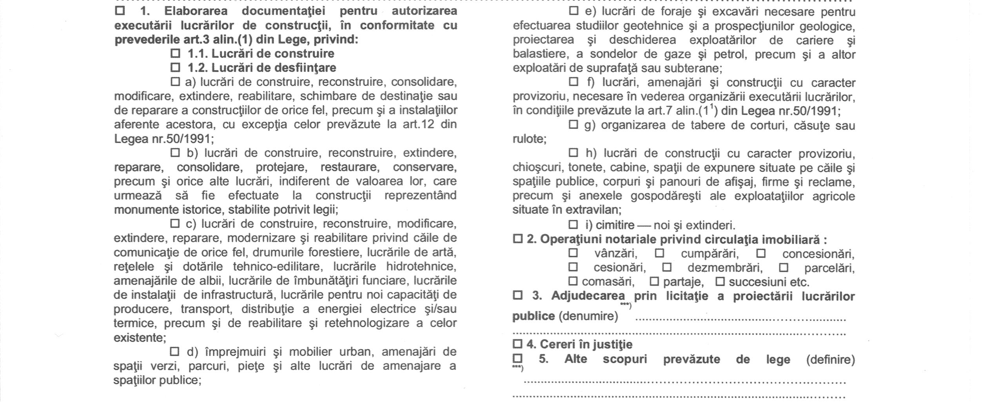 ☐ 1. Elaborarea documentaţiei pentru autorizarea
executării lucrărilor de construcţii, în conformitate cu
prevederile art.3 alin.(1) din Lege, privind:
☐ 1.1. Lucrări de construire
☐ 1.2. Lucrări de desfiinţare
☐ a) lucrări de construire, reconstruire, consolidare,
modificare, extindere, reabilitare, schimbare de destinaţie sau
de reparare a construcţiilor de orice fel, precum şi a instalaţiilor
aferente acestora, cu excepţia celor prevăzute la art.12 din
Legea nr.50/1991;
☐ b) lucrări de construire, reconstruire, extindere,
reparare, consolidare, protejare, restaurare, conservare,
precum şi orice alte lucrări, indiferent de valoarea lor, care
urmează să fie efectuate la construcţii reprezentând
monumente istorice, stabilite potrivit legii;
☐ c) lucrări de construire, reconstruire, modificare,
extindere, reparare, modernizare şi reabilitare privind căile de
comunicaţie de orice fel, drumurile forestiere, lucrările de artă,
reţelele şi dotările tehnico-edilitare, lucrările hidrotehnice,
amenajările de albii, lucrările de îmbunătăţiri funciare, lucrările
de instalaţii de infrastructură, lucrările pentru noi capacităţi de
producere, transport, distribuţie a energiei electrice şi/sau
termice, precum şi de reabilitare şi retehnologizare a celor
existente;
☐ d) împrejmuiri şi mobilier urban, amenajări de
spaţii verzi, parcuri, pieţe şi alte lucrări de amenajare a
spaţiilor publice;
☐ e) lucrări de foraje şi excavări necesare pentru
efectuarea studiilor geotehnice şi a prospecţiunilor geologice,
proiectarea şi deschiderea exploatărilor de cariere şi
balastiere, a sondelor de gaze şi petrol, precum şi a altor
exploatări de suprafaţă sau subterane;
☐ f) lucrări, amenajări şi construcţii cu caracter
provizoriu, necesare în vederea organizării executării lucrărilor,
în condiţiile prevăzute la art.7 alin.(1¹) din Legea nr.50/1991;
☐ g) organizarea de tabere de corturi, căsuţe sau
rulote;
☐ h) lucrări de construcţii cu caracter provizoriu,
chioşcuri, tonete, cabine, spaţii de expunere situate pe căile şi
spaţiile publice, corpuri şi panouri de afişaj, firme şi reclame,
precum şi anexele gospodăreşti ale exploataţiilor agricole
situate în extravilan;
☐ i) cimitire — noi şi extinderi.
☐ 2. Operaţiuni notariale privind circulaţia imobiliară :
☐ vânzări, ☐ cumpărări, ☐ concesionări,
☐ cesionări, ☐ dezmembrări, ☐ parcelări,
☐ comasări, ☐ partaje, ☐ succesiuni etc.
☐ 3. Adjudecarea prin licitaţie a proiectării lucrărilor
publice (denumire) ***) ..............................................................
..............................................................................................
☐ 4. Cereri în justiţie
☐ 5. Alte scopuri prevăzute de lege (definire)
***)
..............................................................................................
..............................................................................................